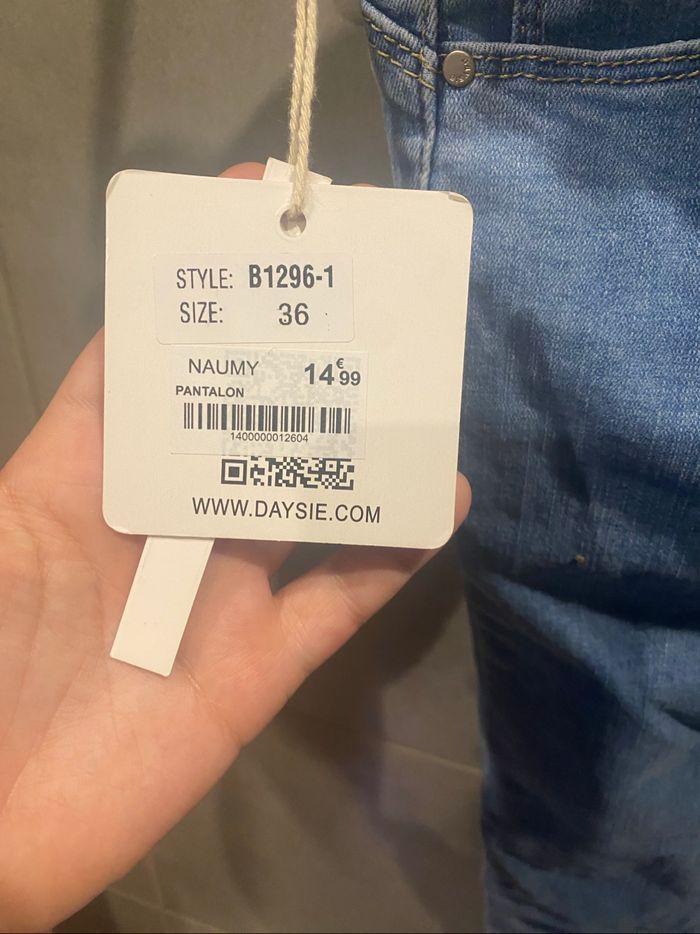 STYLE: B1296-1
SIZE: 36
NAUMY 14€99
PANTALON
1400000012604
WWW.DAYSIE.COM